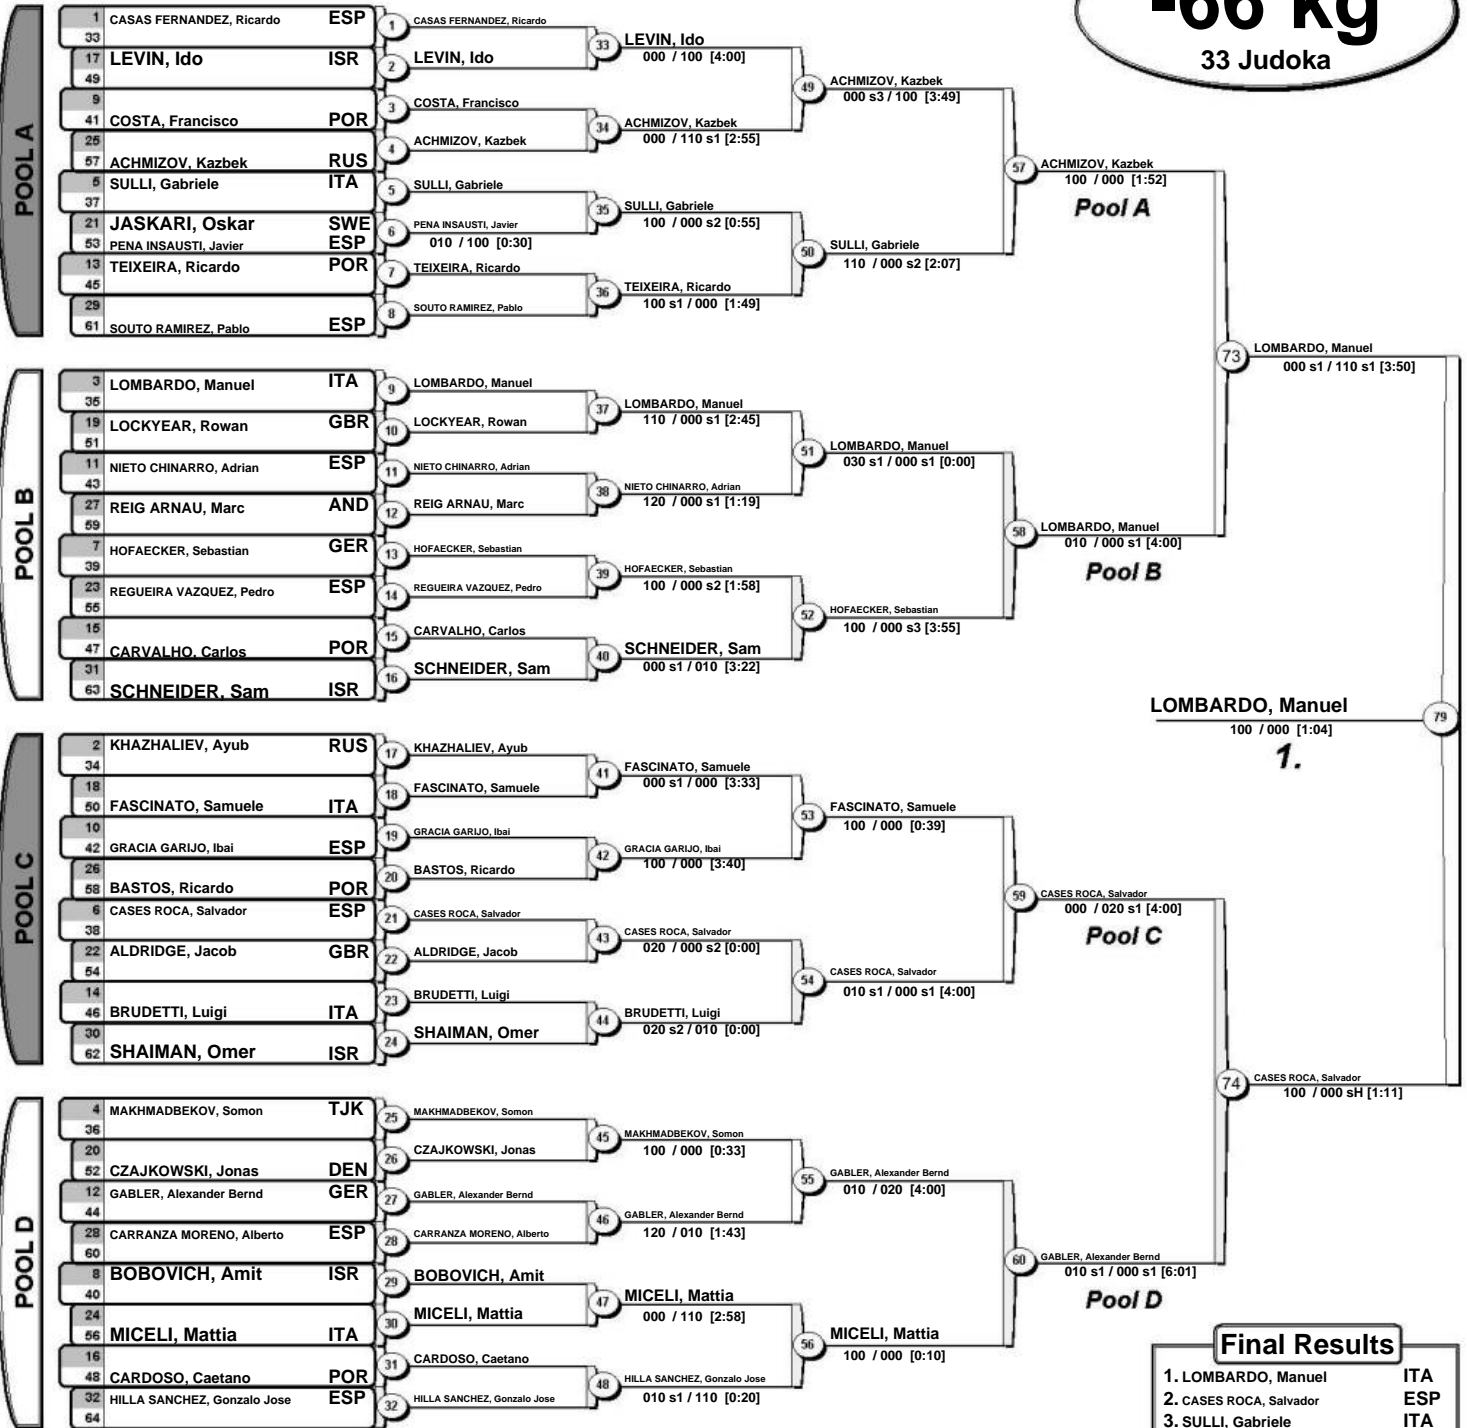 -66 kg
33 Judoka
POOL A
1 CASAS FERNANDEZ, Ricardo ESP
33
17 LEVIN, Ido ISR
49
9
41 COSTA, Francisco POR
25
57 ACHMIZOV, Kazbek RUS
5 SULLI, Gabriele ITA
37
21 JASKARI, Oskar SWE
53 PENA INSAUSTI, Javier ESP
13 TEIXEIRA, Ricardo POR
45
29
61 SOUTO RAMIREZ, Pablo ESP
1 CASAS FERNANDEZ, Ricardo
2 LEVIN, Ido
3 COSTA, Francisco
4 ACHMIZOV, Kazbek
5 SULLI, Gabriele
6 PENA INSAUSTI, Javier
010 / 100 [0:30]
7 TEIXEIRA, Ricardo
8 SOUTO RAMIREZ, Pablo
33 LEVIN, Ido
000 / 100 [4:00]
34 ACHMIZOV, Kazbek
000 / 110 s1 [2:55]
35 SULLI, Gabriele
100 / 000 s2 [0:55]
36 TEIXEIRA, Ricardo
100 s1 / 000 [1:49]
49 ACHMIZOV, Kazbek
000 s3 / 100 [3:49]
50 SULLI, Gabriele
110 / 000 s2 [2:07]
57 ACHMIZOV, Kazbek
100 / 000 [1:52]
Pool A
POOL B
3 LOMBARDO, Manuel ITA
35
19 LOCKYEAR, Rowan GBR
51
11 NIETO CHINARRO, Adrian ESP
43
27 REIG ARNAU, Marc AND
59
7 HOFAECKER, Sebastian GER
39
23 REGUEIRA VAZQUEZ, Pedro ESP
55
15
47 CARVALHO, Carlos POR
31
63 SCHNEIDER, Sam ISR
9 LOMBARDO, Manuel
10 LOCKYEAR, Rowan
11 NIETO CHINARRO, Adrian
12 REIG ARNAU, Marc
13 HOFAECKER, Sebastian
14 REGUEIRA VAZQUEZ, Pedro
15 CARVALHO, Carlos
16 SCHNEIDER, Sam
37 LOMBARDO, Manuel
110 / 000 s1 [2:45]
38 NIETO CHINARRO, Adrian
120 / 000 s1 [1:19]
39 HOFAECKER, Sebastian
100 / 000 s2 [1:58]
40 SCHNEIDER, Sam
000 s1 / 010 [3:22]
51 LOMBARDO, Manuel
030 s1 / 000 s1 [0:00]
52 HOFAECKER, Sebastian
100 / 000 s3 [3:55]
58 LOMBARDO, Manuel
010 / 000 s1 [4:00]
Pool B
73 LOMBARDO, Manuel
000 s1 / 110 s1 [3:50]
LOMBARDO, Manuel 79
100 / 000 [1:04]
1.
POOL C
2 KHAZHALIEV, Ayub RUS
34
18
50 FASCINATO, Samuele ITA
10
42 GRACIA GARIJO, Ibai ESP
26
58 BASTOS, Ricardo POR
6 CASES ROCA, Salvador ESP
38
22 ALDRIDGE, Jacob GBR
54
14
46 BRUDETTI, Luigi ITA
30
62 SHAIMAN, Omer ISR
17 KHAZHALIEV, Ayub
18 FASCINATO, Samuele
19 GRACIA GARIJO, Ibai
20 BASTOS, Ricardo
21 CASES ROCA, Salvador
22 ALDRIDGE, Jacob
23 BRUDETTI, Luigi
24 SHAIMAN, Omer
41 FASCINATO, Samuele
000 s1 / 000 [3:33]
42 GRACIA GARIJO, Ibai
100 / 000 [3:40]
43 CASES ROCA, Salvador
020 / 000 s2 [0:00]
44 BRUDETTI, Luigi
020 s2 / 010 [0:00]
53 FASCINATO, Samuele
100 / 000 [0:39]
54 CASES ROCA, Salvador
010 s1 / 000 s1 [4:00]
59 CASES ROCA, Salvador
000 / 020 s1 [4:00]
Pool C
74 CASES ROCA, Salvador
100 / 000 sH [1:11]
POOL D
4 MAKHMADBEKOV, Somon TJK
36
20
52 CZAJKOWSKI, Jonas DEN
12 GABLER, Alexander Bernd GER
44
28 CARRANZA MORENO, Alberto ESP
60
8 BOBOVICH, Amit ISR
40
24
56 MICELI, Mattia ITA
16
48 CARDOSO, Caetano POR
32 HILLA SANCHEZ, Gonzalo Jose ESP
64
25 MAKHMADBEKOV, Somon
26 CZAJKOWSKI, Jonas
27 GABLER, Alexander Bernd
28 CARRANZA MORENO, Alberto
29 BOBOVICH, Amit
30 MICELI, Mattia
31 CARDOSO, Caetano
32 HILLA SANCHEZ, Gonzalo Jose
45 MAKHMADBEKOV, Somon
100 / 000 [0:33]
46 GABLER, Alexander Bernd
120 / 010 [1:43]
47 MICELI, Mattia
000 / 110 [2:58]
48 HILLA SANCHEZ, Gonzalo Jose
010 s1 / 110 [0:20]
55 GABLER, Alexander Bernd
010 / 020 [4:00]
56 MICELI, Mattia
100 / 000 [0:10]
60 GABLER, Alexander Bernd
010 s1 / 000 s1 [6:01]
Pool D
Final Results
1. LOMBARDO, Manuel ITA
2. CASES ROCA, Salvador ESP
3. SULLI, Gabriele ITA